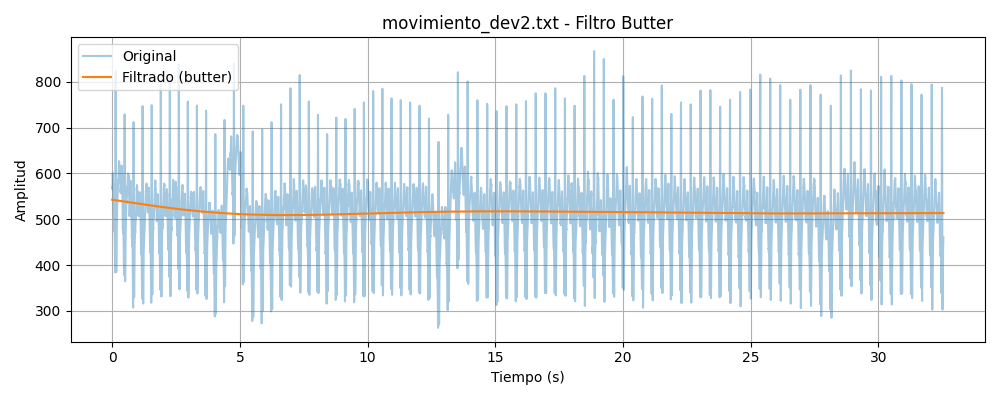 movimiento_dev2.txt - Filtro Butter
Original
Filtrado (butter)
Amplitud
800
700
600
500
400
300
0 5 10 15 20 25 30
Tiempo (s)